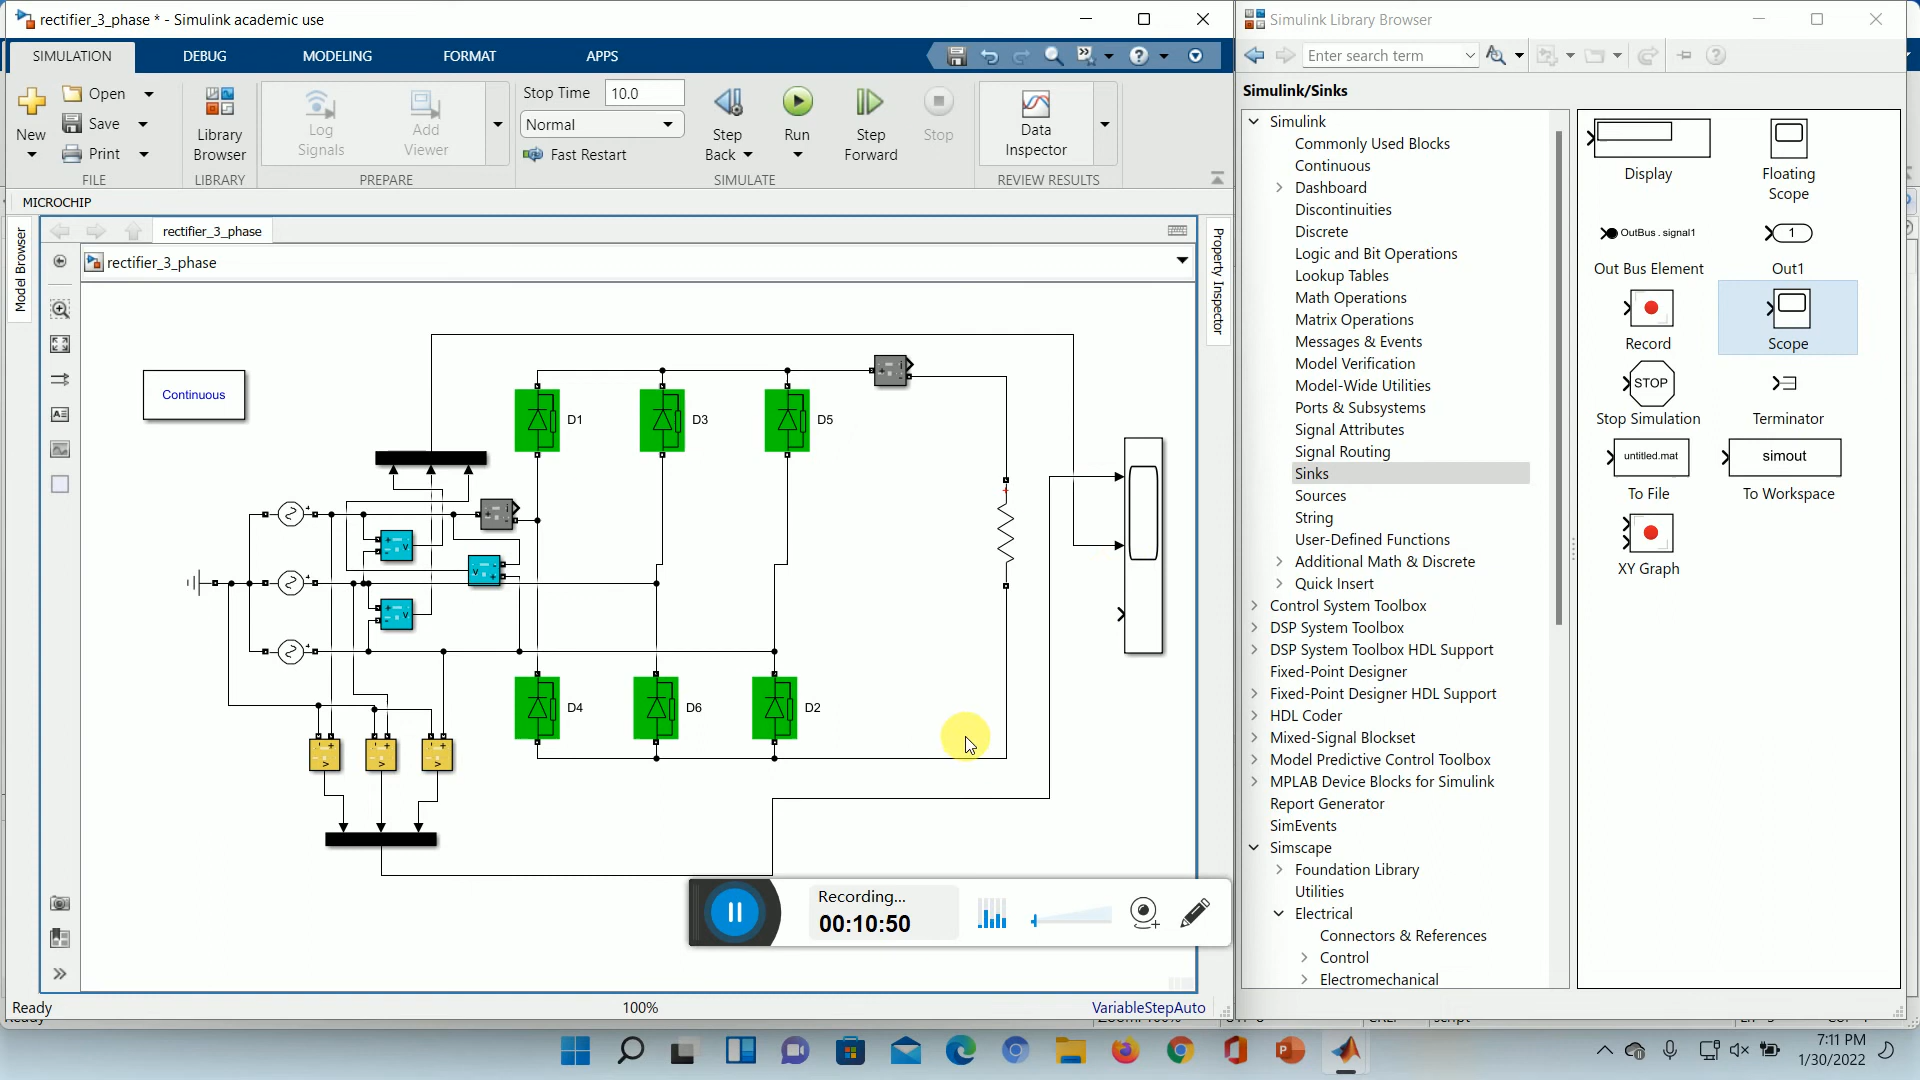 rectifier_3_phase * - Simulink academic use
SIMULATION
DEBUG
MODELING
FORMAT
APPS
New
Open
Save
Print
FILE
Library
Browser
LIBRARY
Log
Signals
Add
Viewer
PREPARE
Stop Time
10.0
Normal
Fast Restart
Step
Back
Run
Step
Forward
Stop
SIMULATE
Data
Inspector
REVIEW RESULTS
MICROCHIP
Model Browser
rectifier_3_phase
rectifier_3_phase
Property Inspector
Continuous
D1
D3
D5
D4
D6
D2
Recording...
00:10:50
Ready
100%
VariableStepAuto
Simulink Library Browser
Enter search term
Simulink/Sinks
Simulink
Commonly Used Blocks
Continuous
Dashboard
Discontinuities
Discrete
Logic and Bit Operations
Lookup Tables
Math Operations
Matrix Operations
Messages & Events
Model Verification
Model-Wide Utilities
Ports & Subsystems
Signal Attributes
Signal Routing
Sinks
Sources
String
User-Defined Functions
Additional Math & Discrete
Quick Insert
Control System Toolbox
DSP System Toolbox
DSP System Toolbox HDL Support
Fixed-Point Designer
Fixed-Point Designer HDL Support
HDL Coder
Mixed-Signal Blockset
Model Predictive Control Toolbox
MPLAB Device Blocks for Simulink
Report Generator
SimEvents
Simscape
Foundation Library
Utilities
Electrical
Connectors & References
Control
Electromechanical
Display
Floating
Scope
OutBus . signal1
Out Bus Element
1
Out1
Record
Scope
STOP
Stop Simulation
Terminator
untitled.mat
To File
simout
To Workspace
XY Graph
7:11 PM
1/30/2022